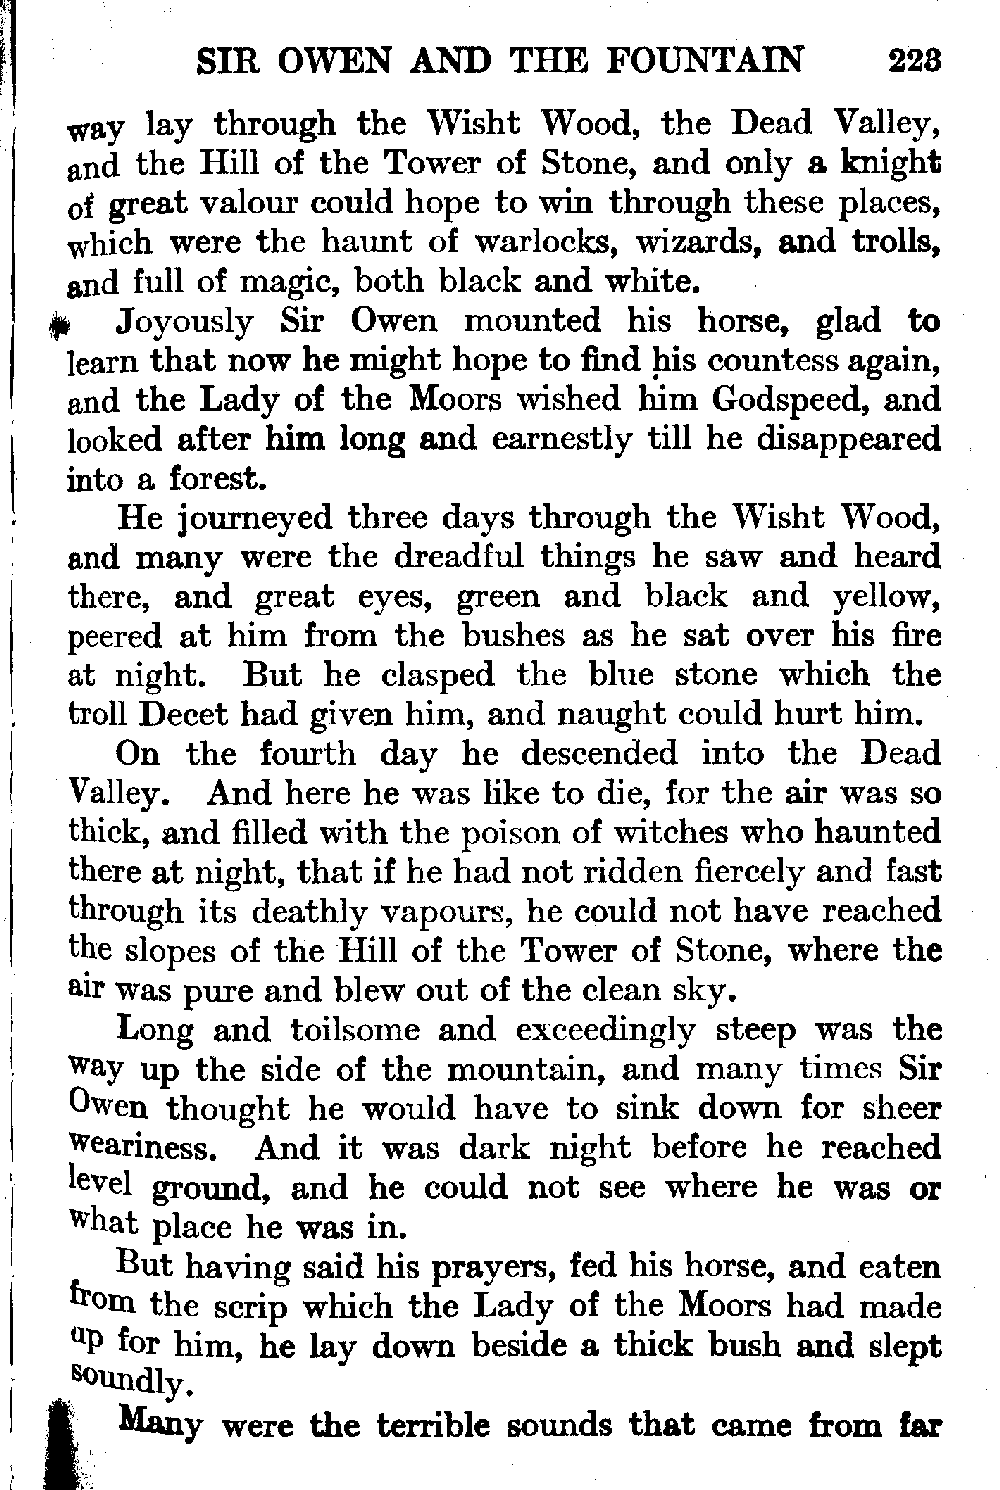 SIR OWEN AND THE FOUNTAIN 223
way lay through the Wisht Wood, the Dead Valley,
and the Hill of the Tower of Stone, and only a knight
of great valour could hope to win through these places,
which were the haunt of warlocks, wizards, and trolls,
and full of magic, both black and white.
Joyously Sir Owen mounted his horse, glad to
learn that now he might hope to find his countess again,
and the Lady of the Moors wished him Godspeed, and
looked after him long and earnestly till he disappeared
into a forest.
He journeyed three days through the Wisht Wood,
and many were the dreadful things he saw and heard
there, and great eyes, green and black and yellow,
peered at him from the bushes as he sat over his fire
at night. But he clasped the blue stone which the
troll Decet had given him, and naught could hurt him.
On the fourth day he descended into the Dead
Valley. And here he was like to die, for the air was so
thick, and filled with the poison of witches who haunted
there at night, that if he had not ridden fiercely and fast
through its deathly vapours, he could not have reached
the slopes of the Hill of the Tower of Stone, where the
air was pure and blew out of the clean sky.
Long and toilsome and exceedingly steep was the
way up the side of the mountain, and many times Sir
Owen thought he would have to sink down for sheer
weariness. And it was dark night before he reached
level ground, and he could not see where he was or
what place he was in.
But having said his prayers, fed his horse, and eaten
from the scrip which the Lady of the Moors had made
up for him, he lay down beside a thick bush and slept
soundly.
Many were the terrible sounds that came from far